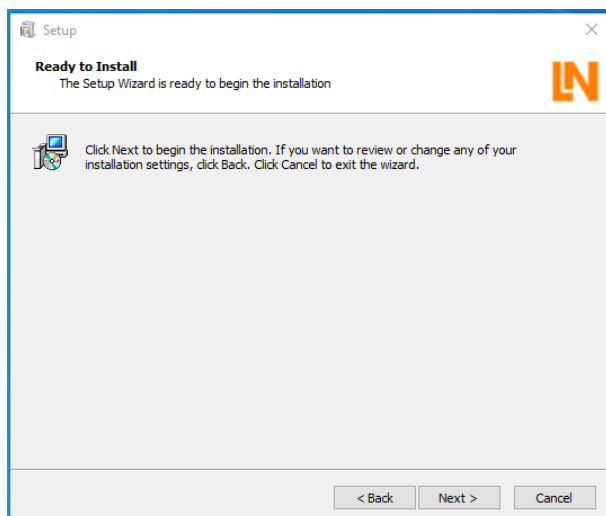 Setup
Ready to Install
The Setup Wizard is ready to begin the installation
LN
Click Next to begin the installation. If you want to review or change any of your
installation settings, click Back. Click Cancel to exit the wizard.
< Back Next > Cancel